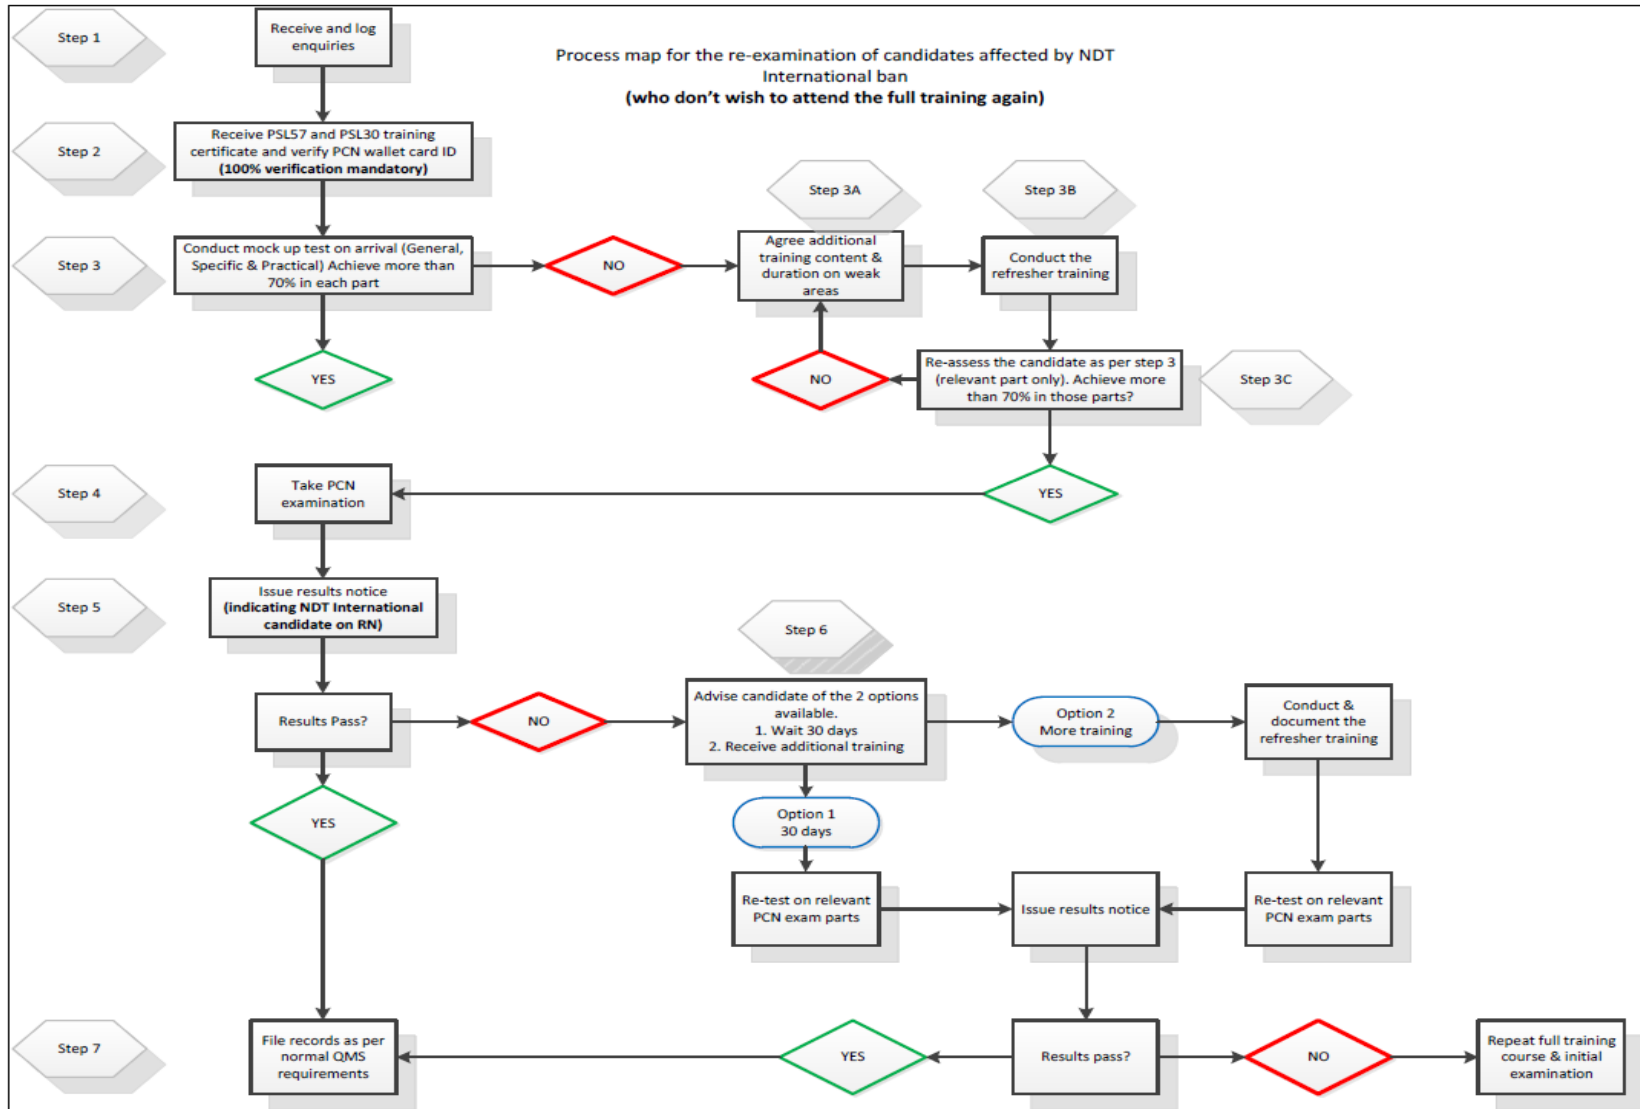 Step 1
Receive and log
enquiries
Process map for the re-examination of candidates affected by NDT
International ban
(who don't wish to attend the full training again)
Step 2
Receive PSL57 and PSL30 training
certificate and verify PCN wallet card ID
(100% verification mandatory)
Step 3A
Step 3B
Step 3
Conduct mock up test on arrival (General,
Specific & Practical) Achieve more than
70% in each part
NO
Agree additional
training content &
duration on weak
areas
Conduct the
refresher training
YES
NO
Re-assess the candidate as per step 3
(relevant part only). Achieve more
than 70% in those parts?
Step 3C
Step 4
Take PCN
examination
YES
Step 5
Issue results notice
(indicating NDT International
candidate on RN)
Step 6
Results Pass?
NO
Advise candidate of the 2 options
available.
1. Wait 30 days
2. Receive additional training
Option 2
More training
Conduct &
document the
refresher training
YES
Option 1
30 days
Re-test on relevant
PCN exam parts
Issue results notice
Re-test on relevant
PCN exam parts
Step 7
File records as per
normal QMS
requirements
YES
Results pass?
NO
Repeat full training
course & initial
examination